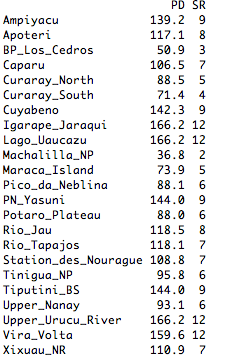 PD SR
Ampiyacu 139.2 9
Apoteri 117.1 8
BP_Los_Cedros 50.9 3
Caparu 106.5 7
Curaray_North 88.5 5
Curaray_South 71.4 4
Cuyabeno 142.3 9
Igarape_Jaraqui 166.2 12
Lago_Uaucazu 166.2 12
Machalilla_NP 36.8 2
Maraca_Island 73.9 5
Pico_da_Neblina 88.1 6
PN_Yasuni 144.0 9
Potaro_Plateau 88.0 6
Rio_Jau 118.5 8
Rio_Tapajos 118.1 7
Station_des_Nourague 108.8 7
Tinigua_NP 95.8 6
Tiputini_BS 144.0 9
Upper_Nanay 93.1 6
Upper_Urucu_River 166.2 12
Vira_Volta 159.6 12
Xixuau_NR 110.9 7